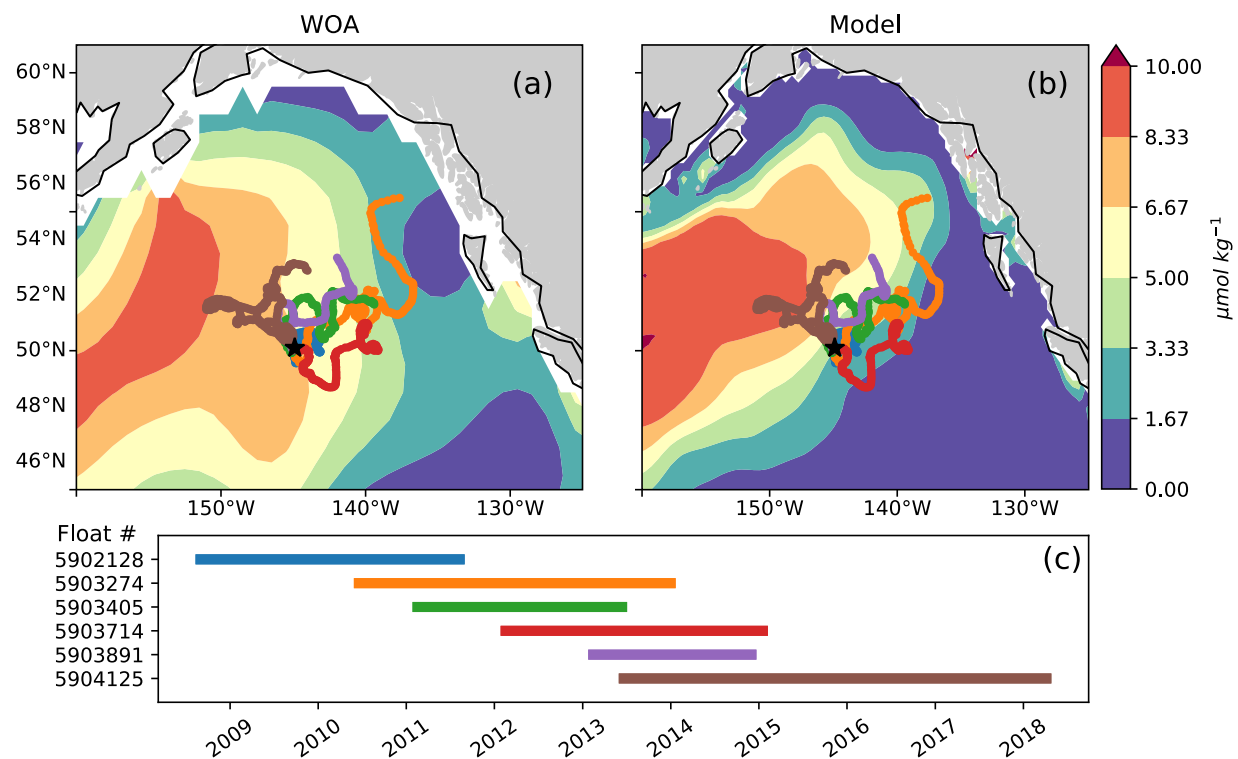 WOA
Model
60°N
58°N
56°N
54°N
52°N
50°N
48°N
46°N
(a)
(b)
150°W
140°W
130°W
150°W
140°W
130°W
10.00
8.33
6.67
5.00
3.33
1.67
0.00
μmol kg⁻¹
Float #
5902128
5903274
5903405
5903714
5903891
5904125
(c)
2009
2010
2011
2012
2013
2014
2015
2016
2017
2018